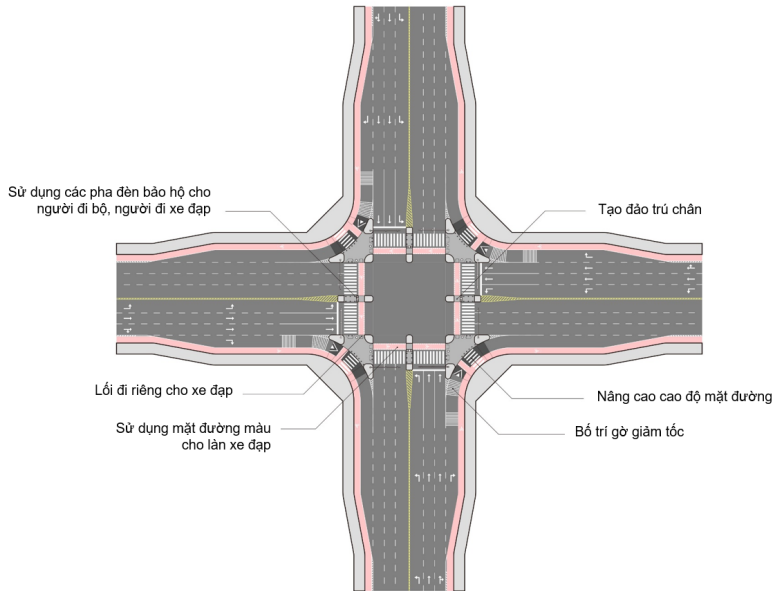 Sử dụng các pha đèn bảo hộ cho
người đi bộ, người đi xe đạp
Tạo đảo trú chân
Lối đi riêng cho xe đạp
Nâng cao cao độ mặt đường
Sử dụng mặt đường màu
cho làn xe đạp
Bố trí gờ giảm tốc